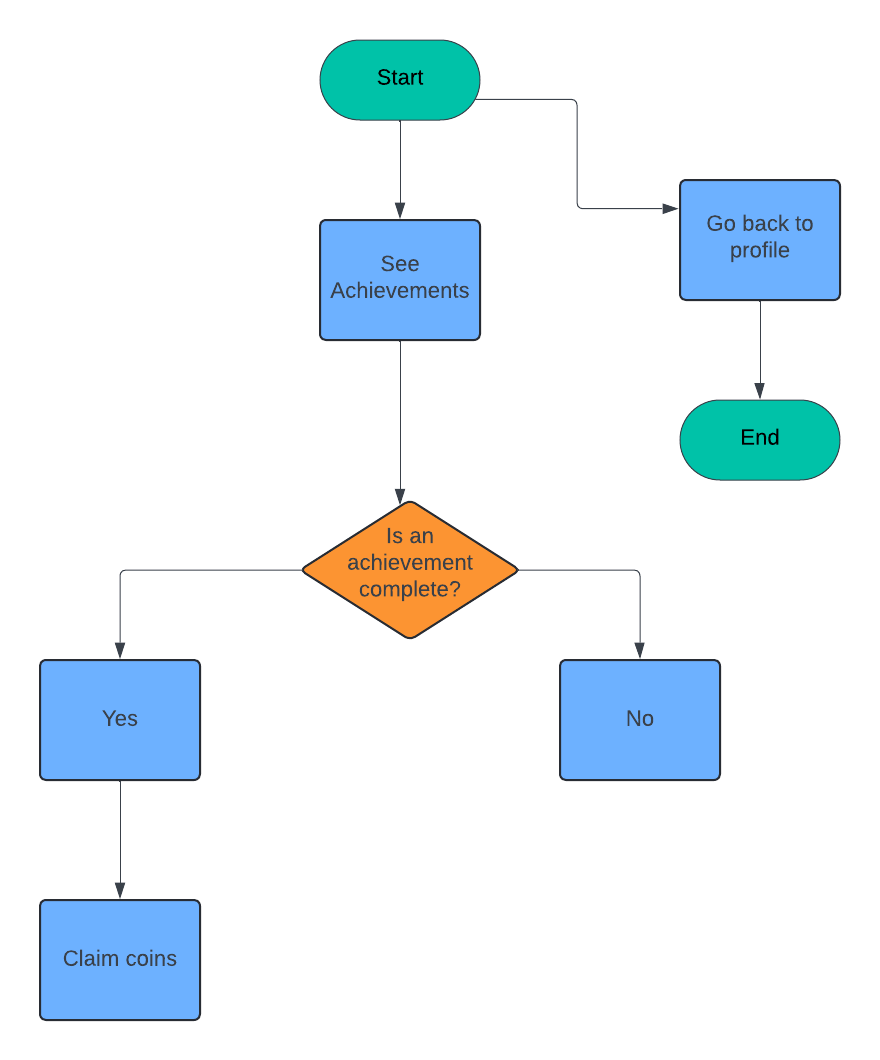 Start
Go back to
profile
See
Achievements
End
Is an
achievement
complete?
Yes
No
Claim coins